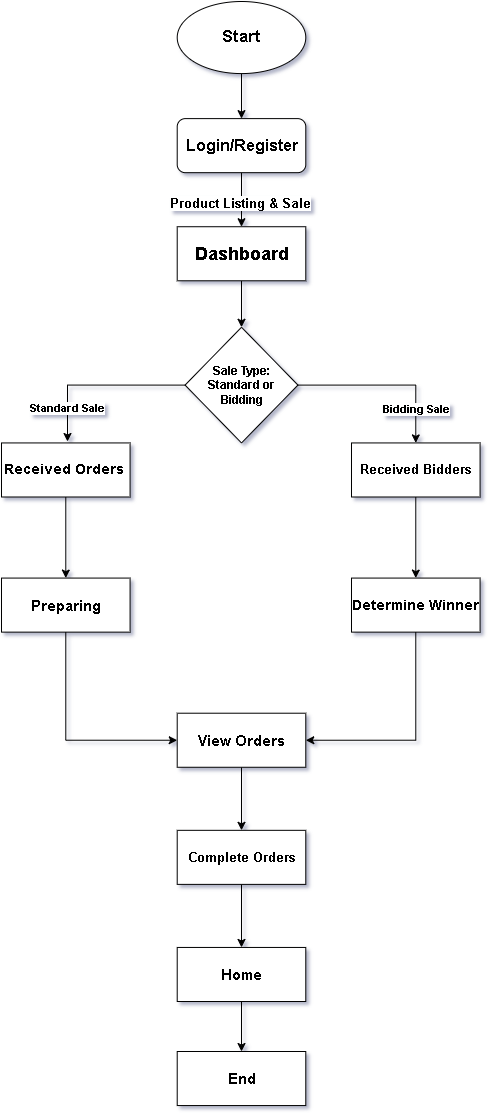 Start
Login/Register
Product Listing & Sale
Dashboard
Sale Type:
Standard or
Bidding
Standard Sale
Bidding Sale
Received Orders
Received Bidders
Preparing
Determine Winner
View Orders
Complete Orders
Home
End